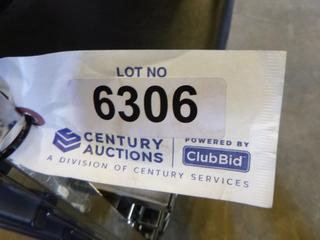 LOT NO
6306
CENTURY AUCTIONS
POWERED BY
ClubBid
A DIVISION OF CENTURY SERVICES